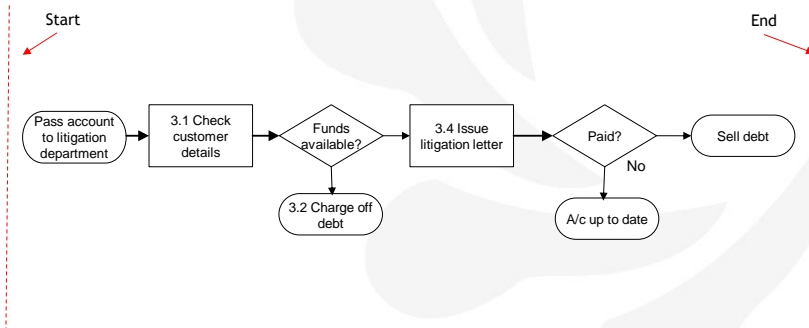 Start
End
Pass account
to litigation
department
3.1 Check
customer
details
Funds
available?
3.4 Issue
litigation letter
Paid?
Sell debt
No
3.2 Charge off
debt
A/c up to date